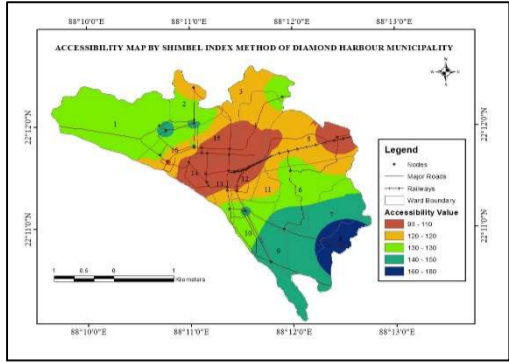 ACCESSIBILITY MAP BY SHIMBEL INDEX METHOD OF DIAMOND HARBOUR MUNICIPALITY
88°10'0"E 88°11'0"E 88°12'0"E 88°13'0"E
22°12'0"N
22°11'0"N
22°12'0"N
22°11'0"N
N
1
2
3
5
6
7
9
10
11
12
13
14
15
16
Legend
Nodes
Major Roads
Railways
Ward Boundary
Accessibility Value
93 - 110
120 - 120
130 - 130
140 - 150
160 - 180
1 0.5 0 1
Kilometers
88°10'0"E 88°11'0"E 88°12'0"E 88°13'0"E